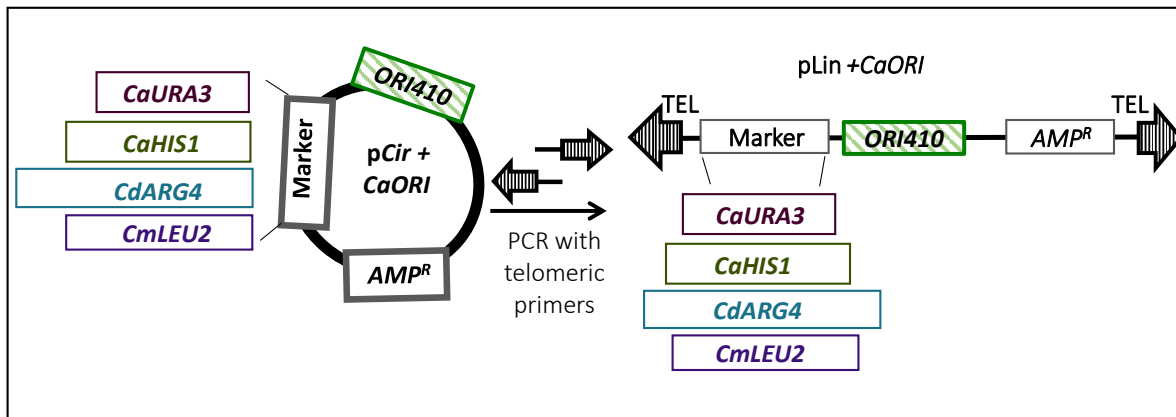 CaURA3
CaHIS1
CdARG4
CmLEU2
Marker
ORI410
pCir +
CaORI
AMPᴿ
PCR with
telomeric
primers
pLin +CaORI
TEL
TEL
Marker
ORI410
AMPᴿ
CaURA3
CaHIS1
CdARG4
CmLEU2